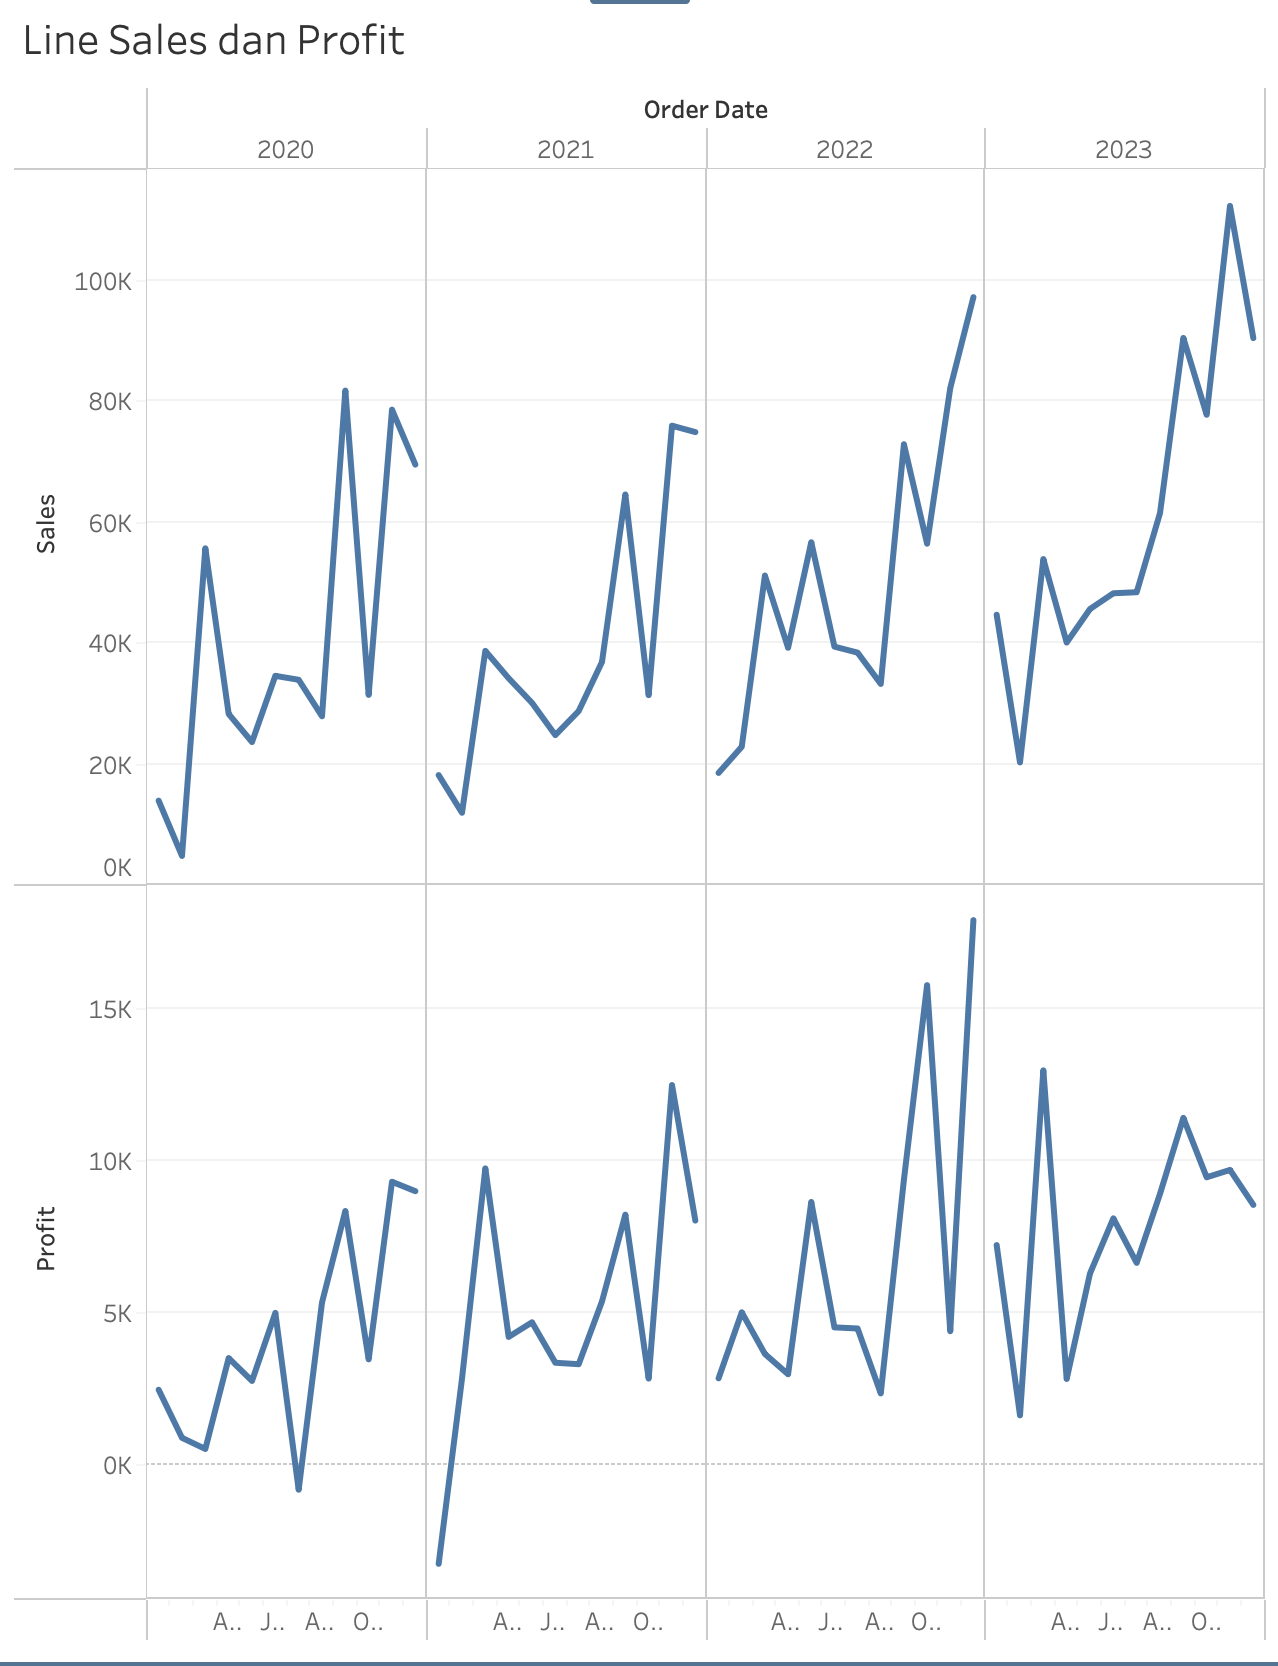 Line Sales dan Profit
Order Date
2020 2021 2022 2023
100K
80K
60K
40K
20K
0K
Sales
15K
10K
5K
0K
Profit
A.. J.. A.. O.. A.. J.. A.. O.. A.. J.. A.. O.. A.. J.. A.. O..